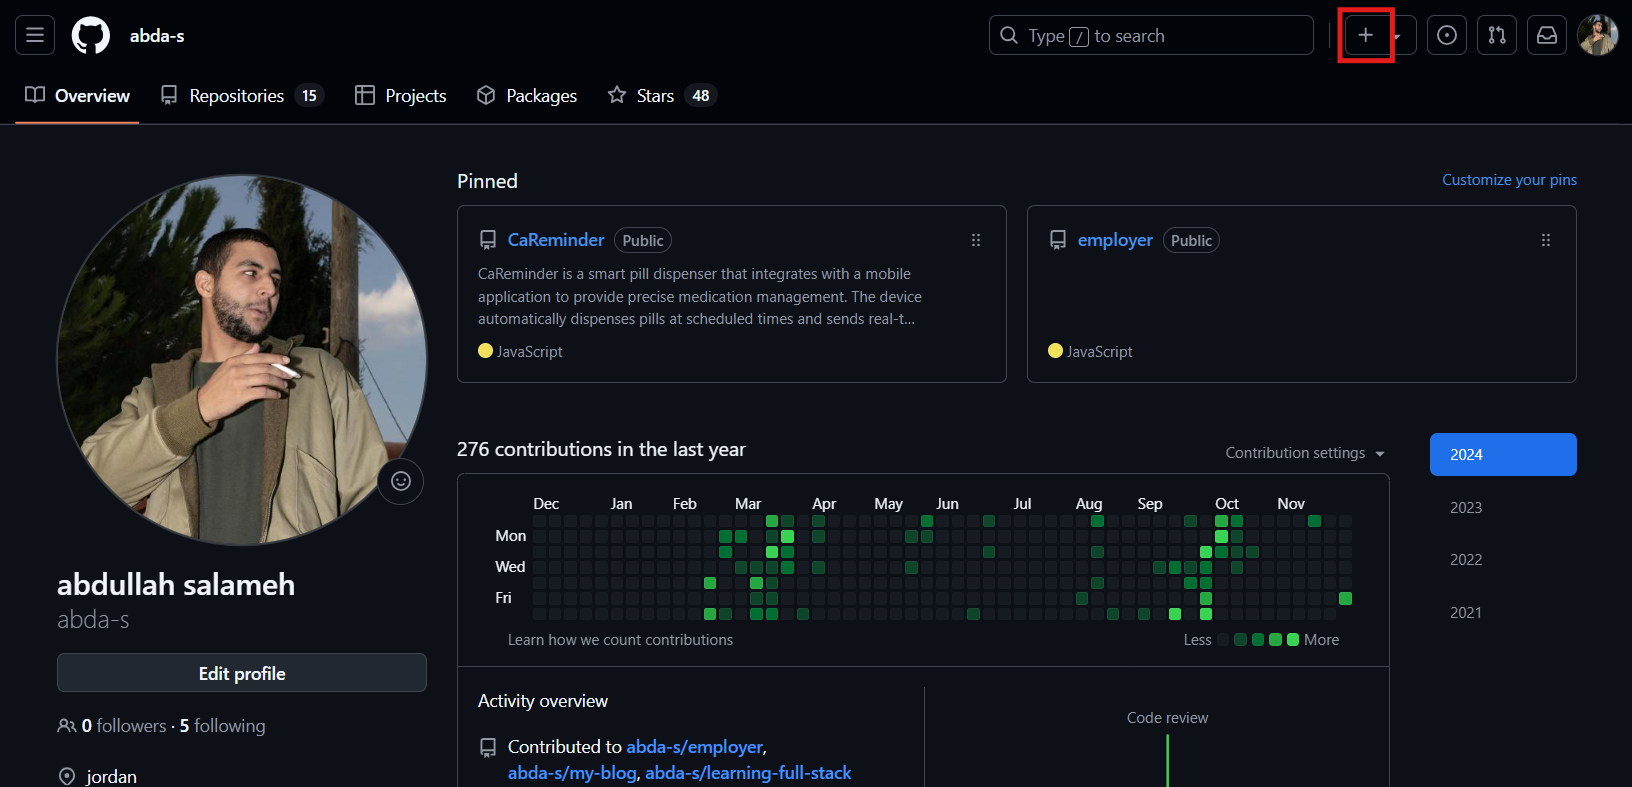 abda-s
Type / to search
Overview
Repositories 15
Projects
Packages
Stars 48
Pinned
Customize your pins
CaReminder Public
CaReminder is a smart pill dispenser that integrates with a mobile
application to provide precise medication management. The device
automatically dispenses pills at scheduled times and sends real-t...
JavaScript
employer Public
JavaScript
276 contributions in the last year
Contribution settings
2024
2023
2022
2021
Dec Jan Feb Mar Apr May Jun Jul Aug Sep Oct Nov
Mon
Wed
Fri
Learn how we count contributions
Less More
abdullah salameh
abda-s
Edit profile
0 followers · 5 following
jordan
Activity overview
Contributed to abda-s/employer,
abda-s/my-blog, abda-s/learning-full-stack
Code review